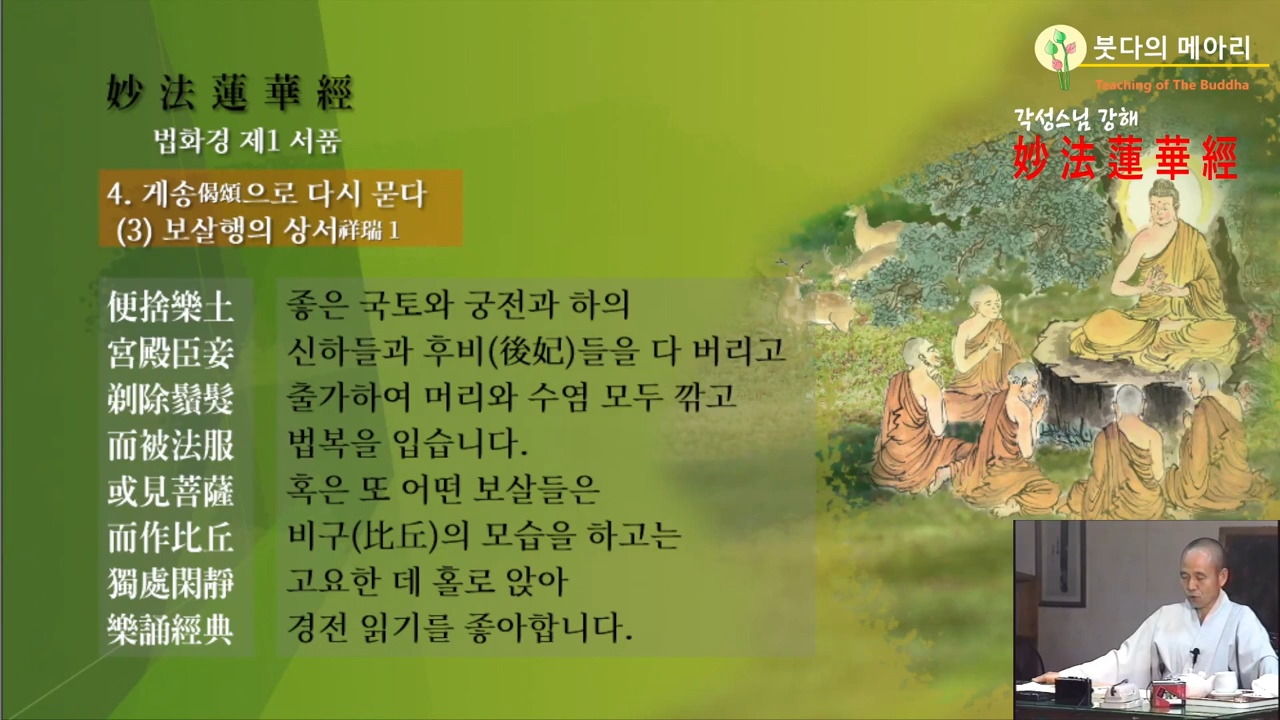 妙法蓮華經
법화경 제1 서품
4. 게송偈頌으로 다시 묻다
(3) 보살행의 상서祥瑞 1
便捨樂土 좋은 국토와 궁전과 하의
宮殿臣妾 신하들과 후비(後妃)들을 다 버리고
剃除鬚髮 출가하여 머리와 수염 모두 깎고
而被法服 법복을 입습니다.
或見菩薩 혹은 또 어떤 보살들은
而作比丘 비구(比丘)의 모습을 하고는
獨處閑靜 고요한 데 홀로 앉아
樂誦經典 경전 읽기를 좋아합니다.
붓다의 메아리
Teaching of The Buddha
각성스님 강해
妙法蓮華經